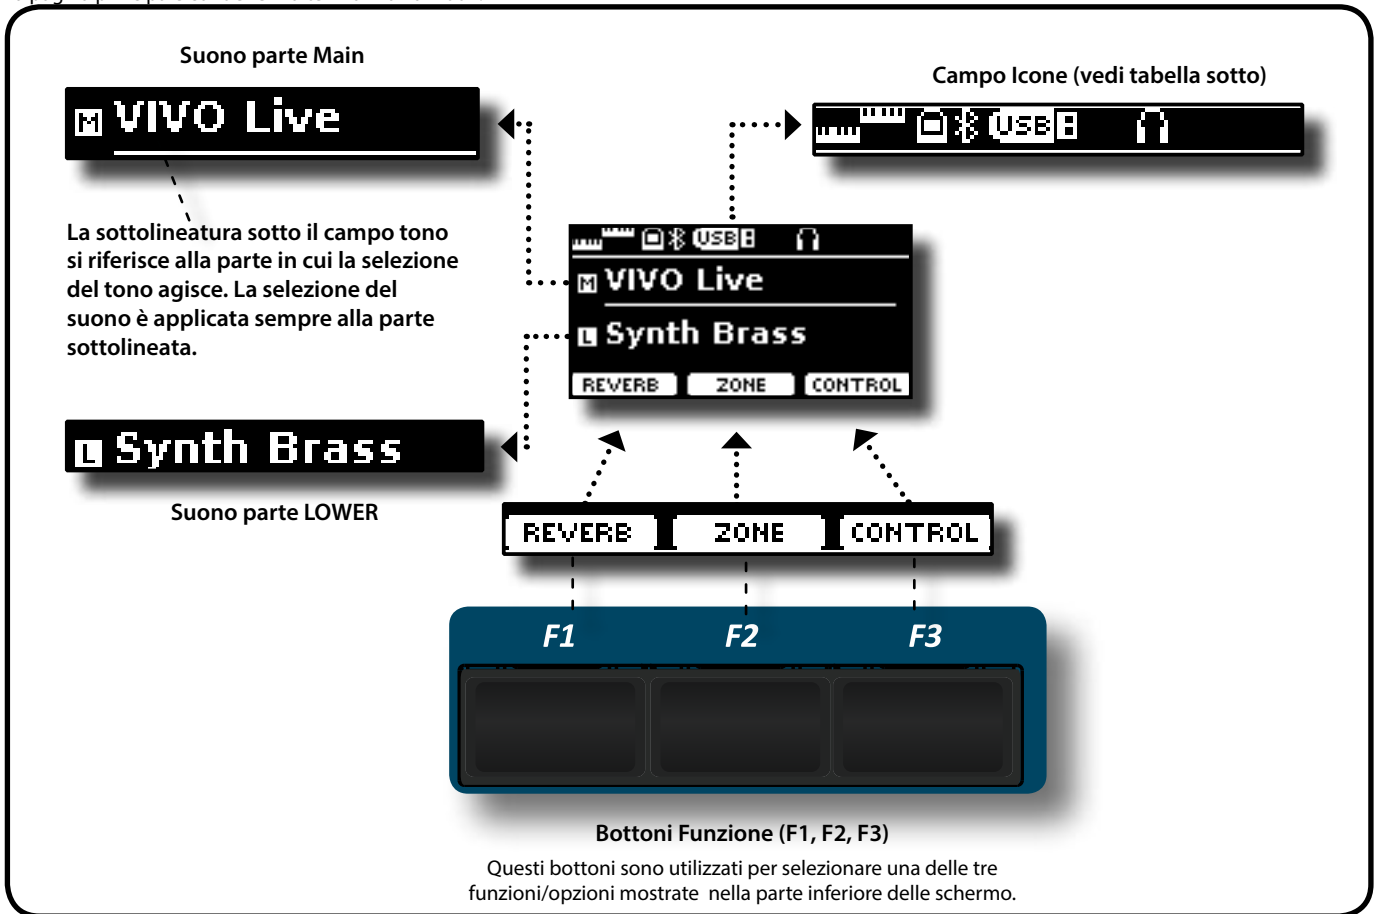 Suono parte Main
Campo Icone (vedi tabella sotto)
M VIVO Live
USB
La sottolineatura sotto il campo tono
si riferisce alla parte in cui la selezione
del tono agisce. La selezione del
suono è applicata sempre alla parte
sottolineata.
USB
M VIVO Live
L Synth Brass
REVERB ZONE CONTROL
L Synth Brass
Suono parte LOWER
REVERB ZONE CONTROL
F1 F2 F3
Bottoni Funzione (F1, F2, F3)
Questi bottoni sono utilizzati per selezionare una delle tre
funzioni/opzioni mostrate nella parte inferiore delle schermo.